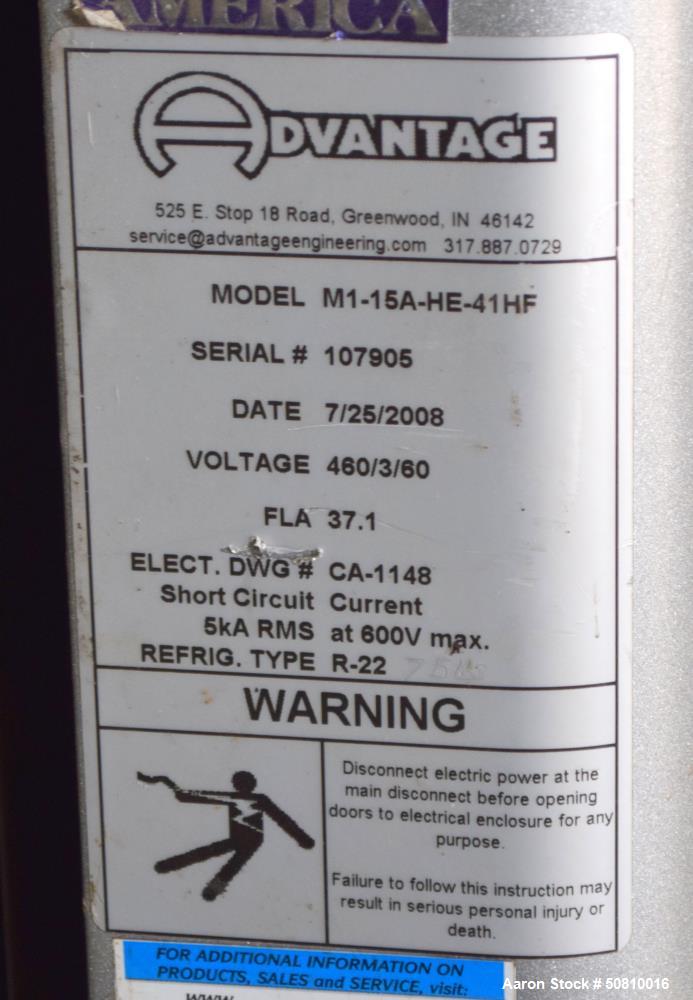 AMERICA
ADVANTAGE
525 E. Stop 18 Road, Greenwood, IN 46142
service@advantageengineering.com 317.887.0729
MODEL M1-15A-HE-41HF
SERIAL # 107905
DATE 7/25/2008
VOLTAGE 460/3/60
FLA 37.1
ELECT. DWG # CA-1148
Short Circuit Current
5kA RMS at 600V max.
REFRIG. TYPE R-22
WARNING
Disconnect electric power at the
main disconnect before opening
doors to electrical enclosure for any
purpose.
Failure to follow this instruction may
result in serious personal injury or
death.
FOR ADDITIONAL INFORMATION ON
PRODUCTS, SALES and SERVICE, visit:
Aaron Stock # 50810016